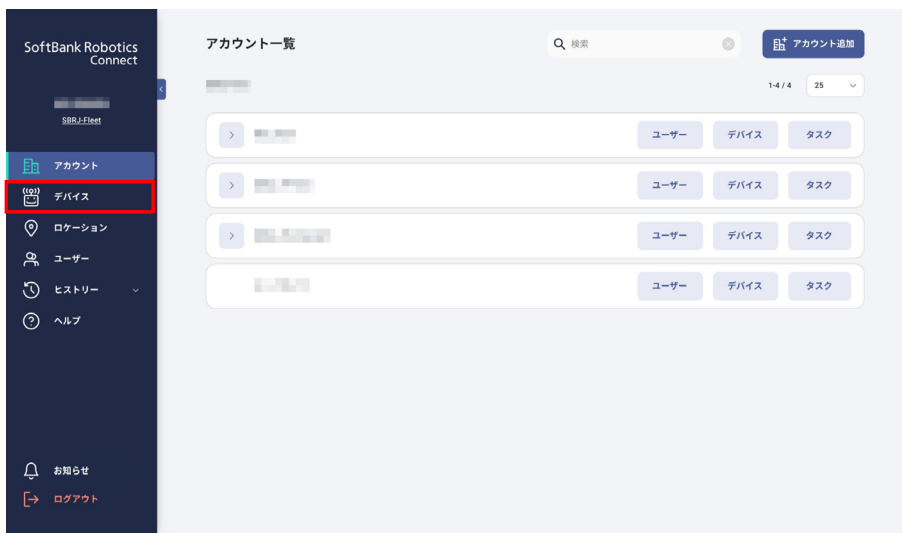 SoftBank Robotics
Connect
SBRJ-Fleet
アカウント
デバイス
ロケーション
ユーザー
ヒストリー
ヘルプ
お知らせ
ログアウト
アカウント一覧
検索
アカウント追加
1-4 / 4
25
ユーザー デバイス タスク
ユーザー デバイス タスク
ユーザー デバイス タスク
ユーザー デバイス タスク